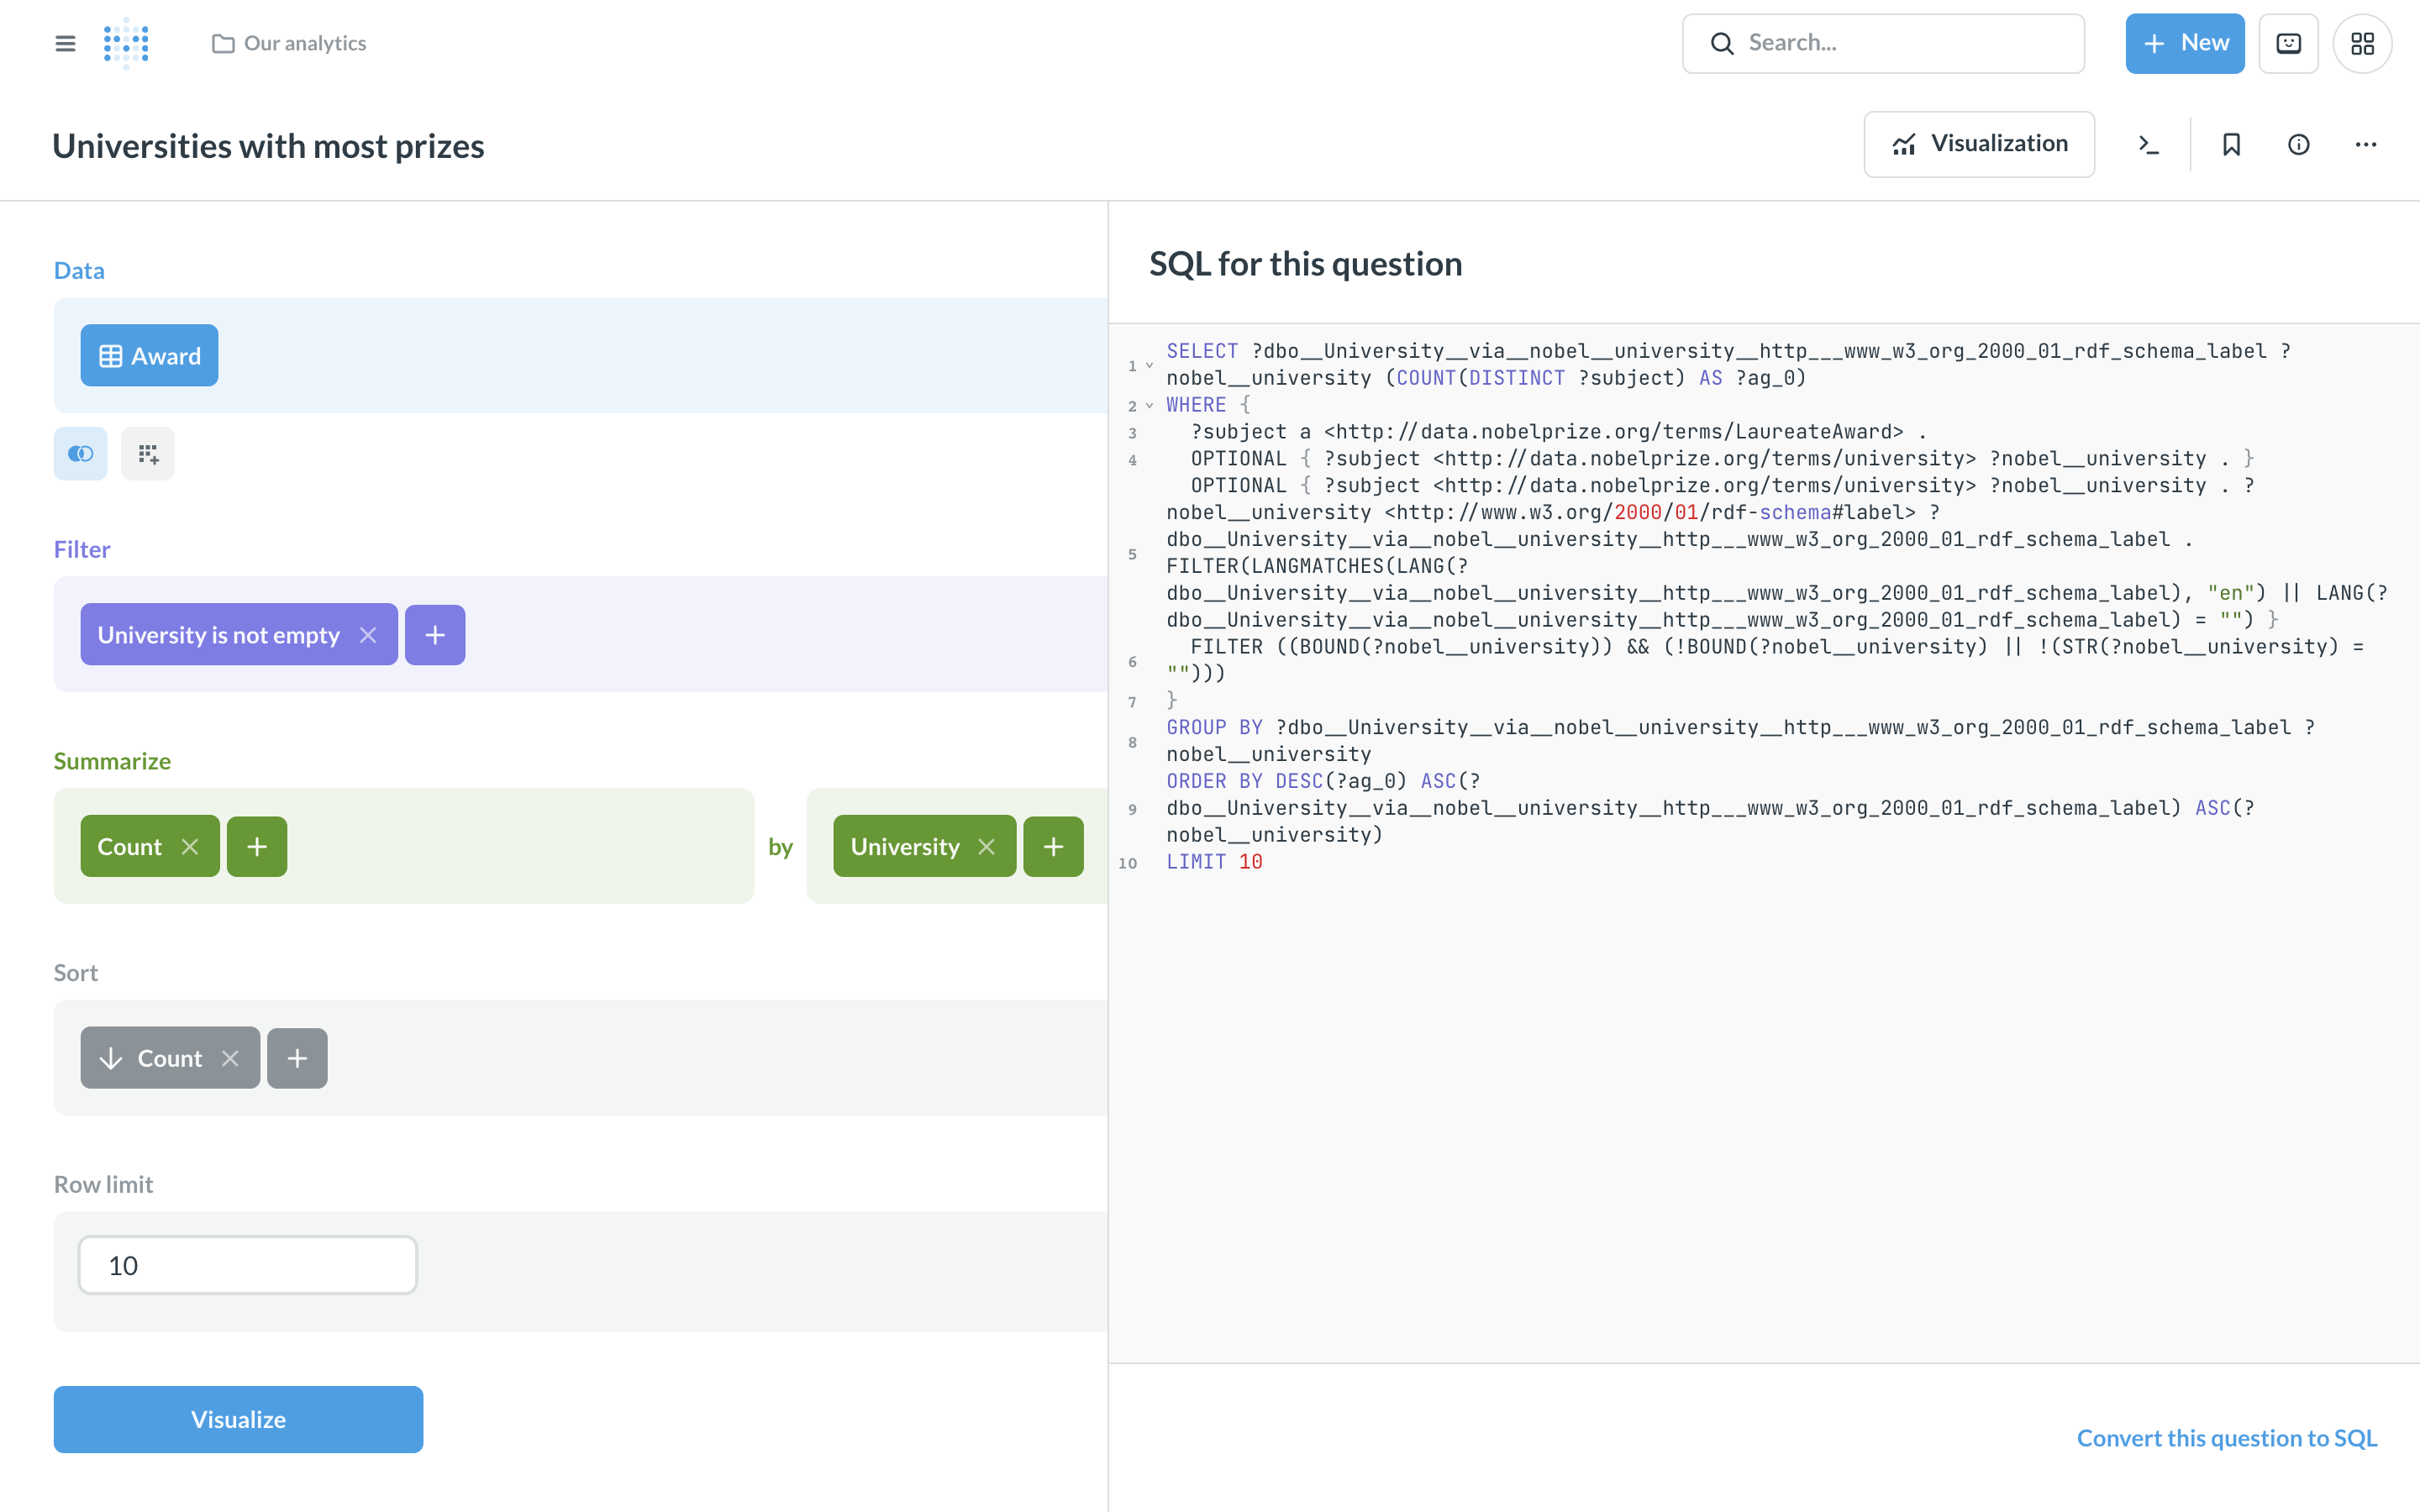 Our analytics
Search...
New
Universities with most prizes
Visualization
Data
Award
Filter
University is not empty
Summarize
Count
by
University
Sort
Count
Row limit
10
Visualize
SQL for this question
1 SELECT ?dbo__University__via__nobel__university__http___www_w3_org_2000_01_rdf_schema_label ?
nobel__university (COUNT(DISTINCT ?subject) AS ?ag_0)
2 WHERE {
3 ?subject a <http://data.nobelprize.org/terms/LaureateAward> .
4 OPTIONAL { ?subject <http://data.nobelprize.org/terms/university> ?nobel__university . }
5 OPTIONAL { ?subject <http://data.nobelprize.org/terms/university> ?nobel__university . ?
nobel__university <http://www.w3.org/2000/01/rdf-schema#label> ?
dbo__University__via__nobel__university__http___www_w3_org_2000_01_rdf_schema_label .
FILTER(LANGMATCHES(LANG(?
dbo__University__via__nobel__university__http___www_w3_org_2000_01_rdf_schema_label), "en") || LANG(?
dbo__University__via__nobel__university__http___www_w3_org_2000_01_rdf_schema_label) = "") }
6 FILTER ((BOUND(?nobel__university)) && (!BOUND(?nobel__university) || !(STR(?nobel__university) =
"")))
7 }
8 GROUP BY ?dbo__University__via__nobel__university__http___www_w3_org_2000_01_rdf_schema_label ?
nobel__university
9 ORDER BY DESC(?ag_0) ASC(?
dbo__University__via__nobel__university__http___www_w3_org_2000_01_rdf_schema_label) ASC(?
nobel__university)
10 LIMIT 10
Convert this question to SQL